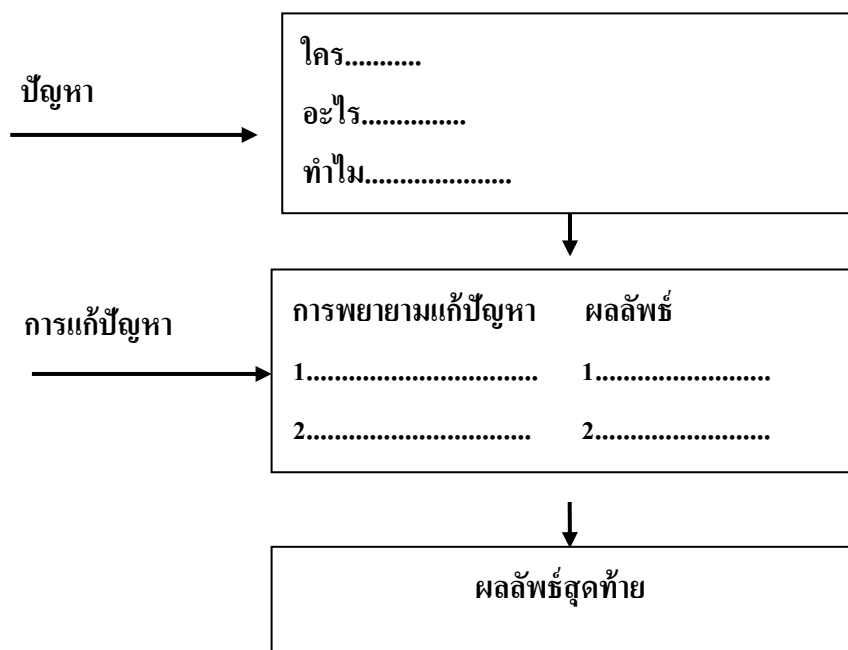 ใคร...........
ปัญหา
อะไร...............
ทำไม.....................
การพยายามแก้ปัญหา ผลลัพธ์
การแก้ปัญหา
1................................. 1.........................
2................................ 2.........................
ผลลัพธ์สุดท้าย